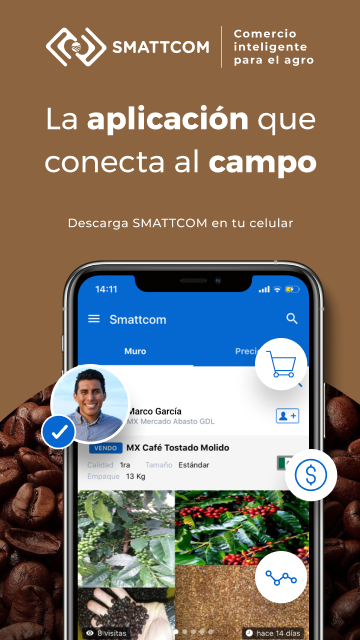 SMATTCOM
Comercio
inteligente
para el agro
La aplicación que
conecta al campo
Descarga SMATTCOM en tu celular
14:11
Smattcom
Muro
Marco García
MX Mercado Abasto GDL
VENDO MX Café Tostado Molido
Calidad 1ra Tamaño Estándar
Empaque 13 Kg
8 visitas
hace 14 días